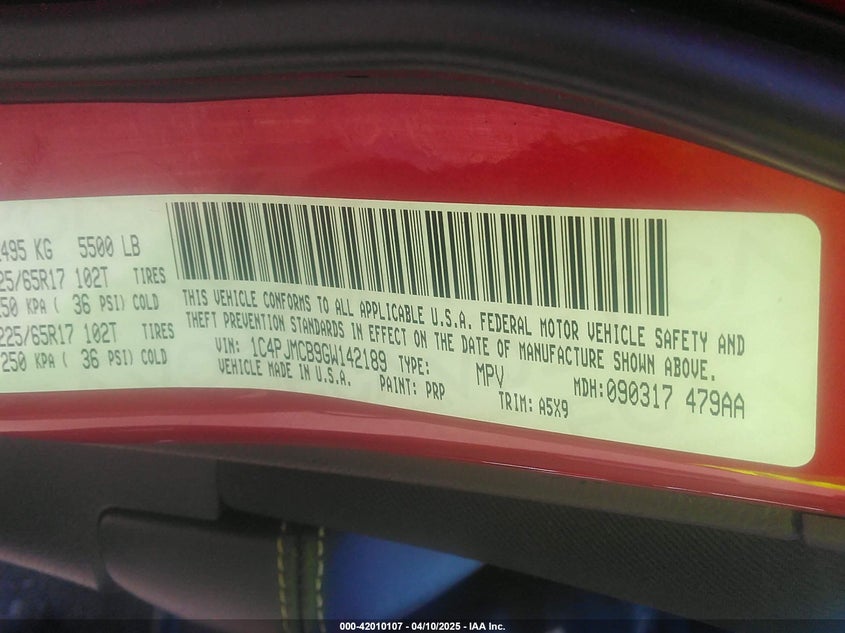 495 KG 5500 LB
25/65R17 102T TIRES
50 KPA ( 36 PSI) COLD
225/65R17 102T TIRES
250 KPA ( 36 PSI) COLD
THIS VEHICLE CONFORMS TO ALL APPLICABLE U.S.A. FEDERAL MOTOR VEHICLE SAFETY AND
THEFT PREVENTION STANDARDS IN EFFECT ON THE DATE OF MANUFACTURE SHOWN ABOVE.
VIN: 1C4PJMCB9GW142189 TYPE: MPV MDH: 090317 479AA
VEHICLE MADE IN U.S.A. PAINT: PRP TRIM: A5X9
000-42010107 - 04/10/2025 - IAA Inc.